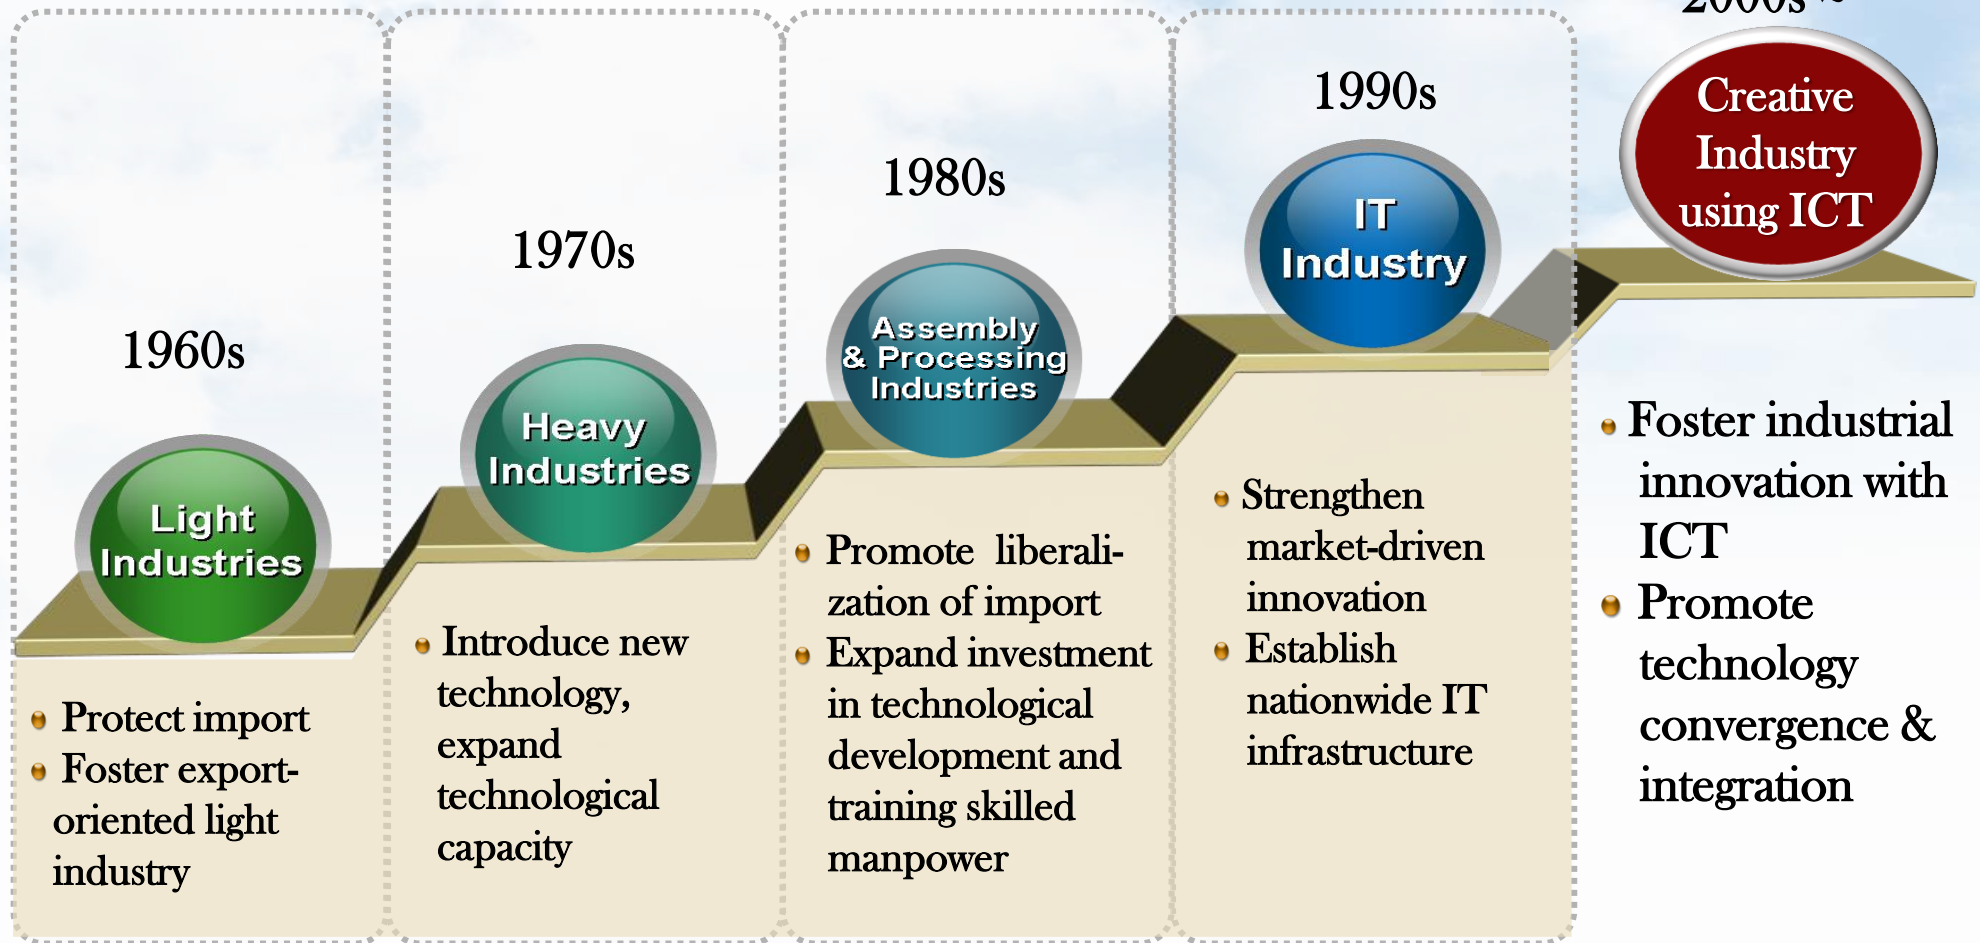 1960s
Light
Industries
Protect import
Foster export-
oriented light
industry
1970s
Heavy
Industries
Introduce new
technology,
expand
technological
capacity
1980s
Assembly
& Processing
Industries
Promote liberali-
zation of import
Expand investment
in technological
development and
training skilled
manpower
1990s
IT
Industry
Strengthen
market-driven
innovation
Establish
nationwide IT
infrastructure
2000s ~
Creative
Industry
using ICT
Foster industrial
innovation with
ICT
Promote
technology
convergence &
integration